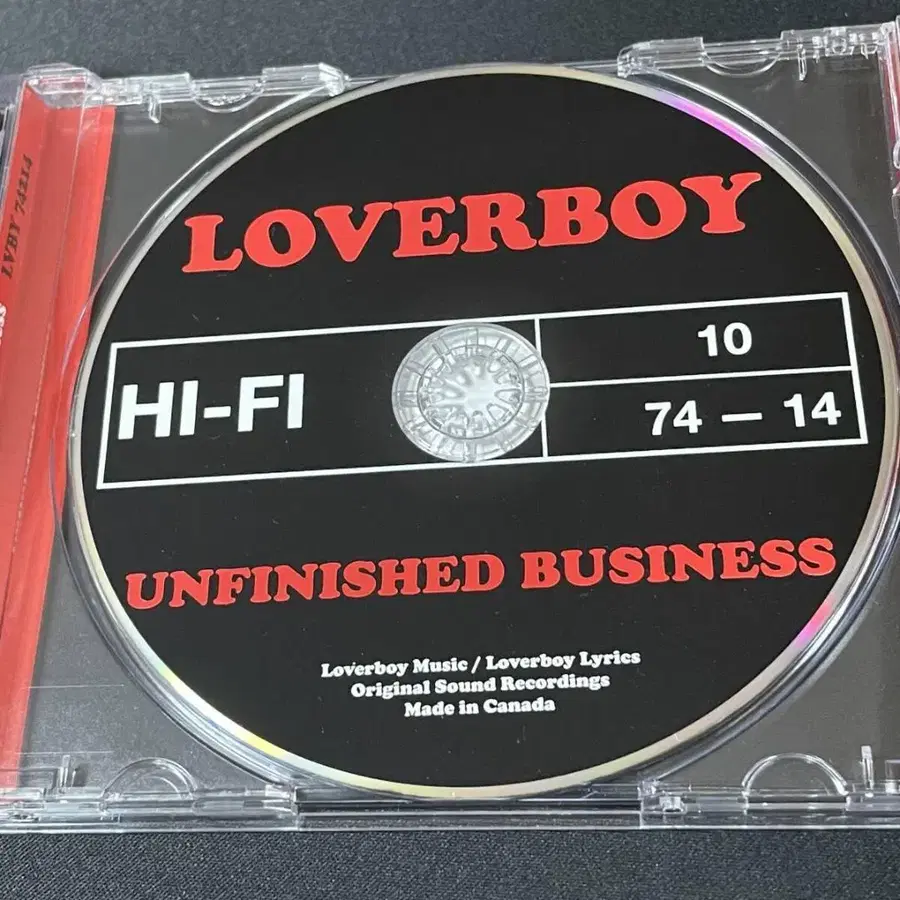 LVBY 74214
LOVERBOY
HI-FI
10
74 — 14
UNFINISHED BUSINESS
Loverboy Music / Loverboy Lyrics
Original Sound Recordings
Made in Canada